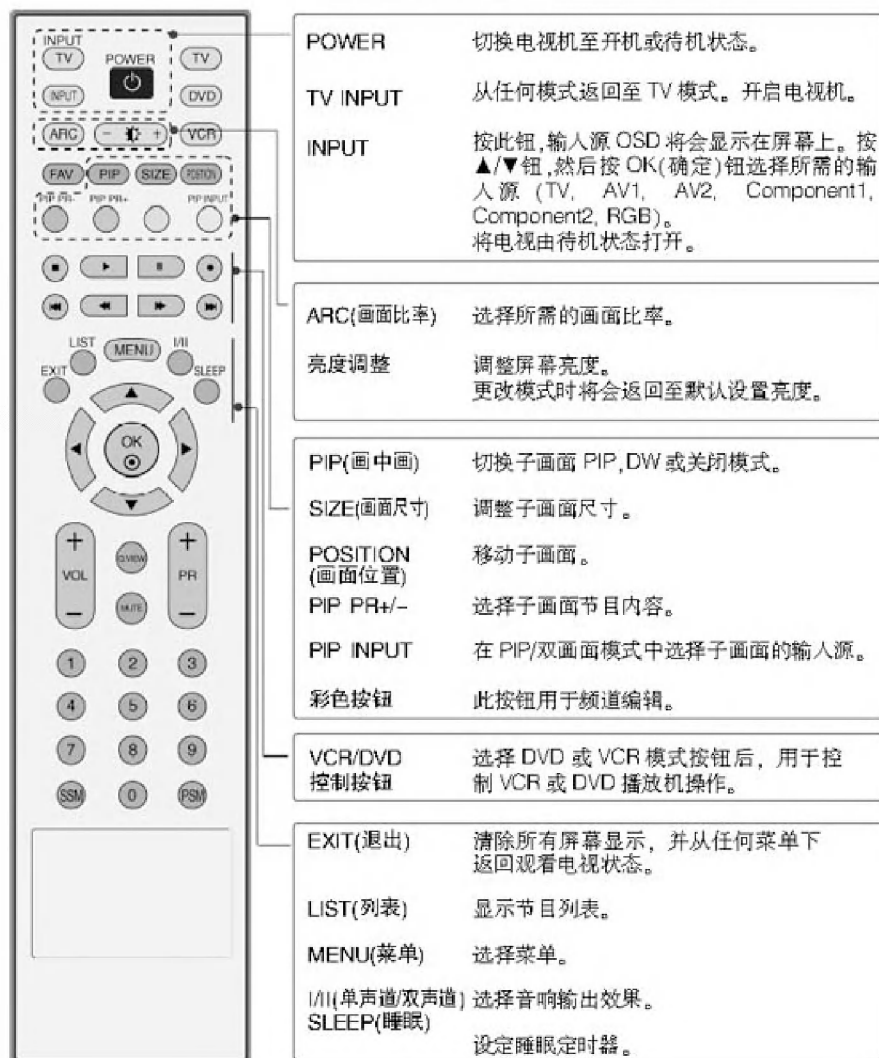 INPUT
TV
POWER
TV
INPUT
DVD
ARC
- +
VCR
FAV
PIP
SIZE
POSITION
PIP PR-
PIP PR+
PIP INPUT
LIST
MENU
I/II
EXIT
SLEEP
OK
+
VOL
-
Q.VIEW
MUTE
+
PR
-
1 2 3
4 5 6
7 8 9
SSM 0 PSM
POWER 切换电视机至开机或待机状态。
TV INPUT 从任何模式返回至 TV 模式。开启电视机。
INPUT 按此钮,输人源 OSD 将会显示在屏幕上。按
▲/▼钮,然后按 OK(确定)钮选择所需的输
人源 (TV, AV1, AV2, Component1,
Component2, RGB)。
将电视由待机状态打开。
ARC(画面比率) 选择所需的画面比率。
亮度调整 调整屏幕亮度。
更改模式时将会返回至默认设置亮度。
PIP(画中画) 切换子画面 PIP,DW 或关闭模式。
SIZE(画面尺寸) 调整子画面尺寸。
POSITION 移动子画面。
(画面位置)
PIP PR+/- 选择子画面节目内容。
PIP INPUT 在 PIP/双画面模式中选择子画面的输人源。
彩色按钮 此按钮用于频道编辑。
VCR/DVD 选择 DVD 或 VCR 模式按钮后，用于控
控制按钮 制 VCR 或 DVD 播放机操作。
EXIT(退出) 清除所有屏幕显示，并从任何菜单下
返回观看电视状态。
LIST(列表) 显示节目列表。
MENU(菜单) 选择菜单。
I/II(单声道/双声道) 选择音响输出效果。
SLEEP(睡眠)
设定睡眠定时器。